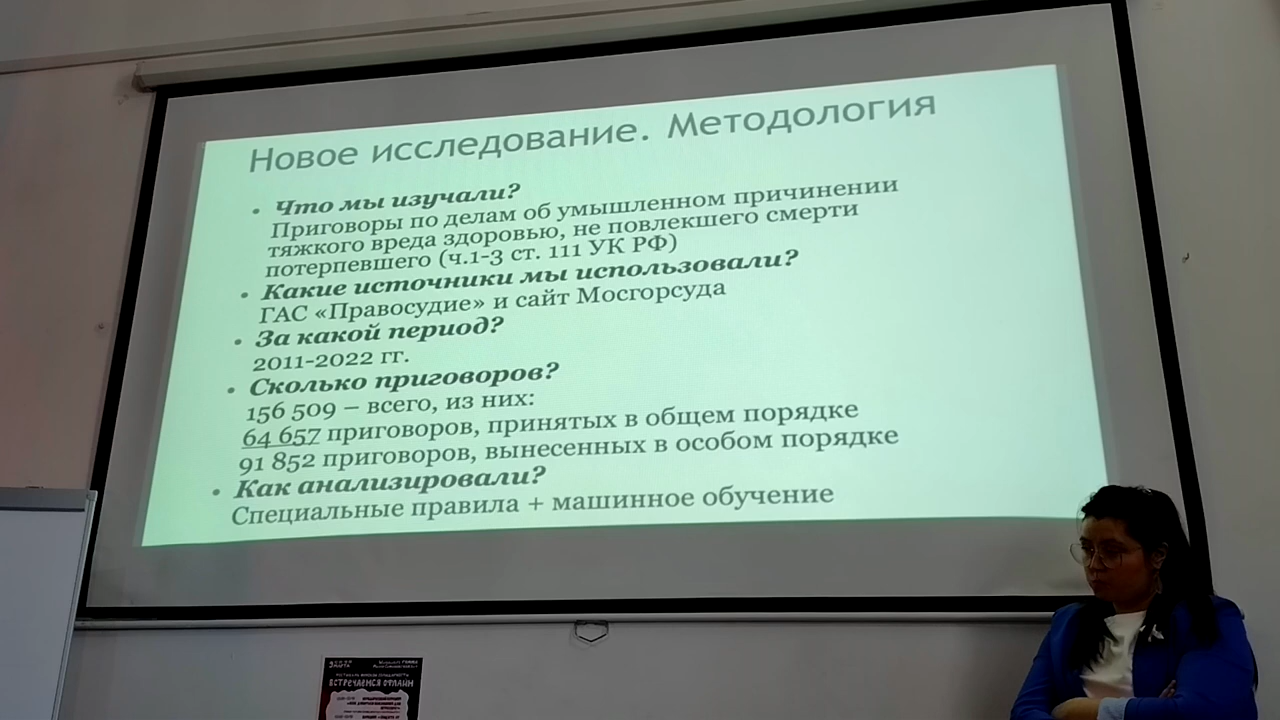 Новое исследование. Методология
• Что мы изучали?
Приговоры по делам об умышленном причинении
тяжкого вреда здоровью, не повлекшего смерти
потерпевшего (ч.1-3 ст. 111 УК РФ)
• Какие источники мы использовали?
ГАС «Правосудие» и сайт Мосгорсуда
• За какой период?
2011-2022 гг.
• Сколько приговоров?
156 509 – всего, из них:
64 657 приговоров, принятых в общем порядке
91 852 приговоров, вынесенных в особом порядке
• Как анализировали?
Специальные правила + машинное обучение
МАРТА
ВСТРЕЧАЕМСЯ ОФЛАЙН